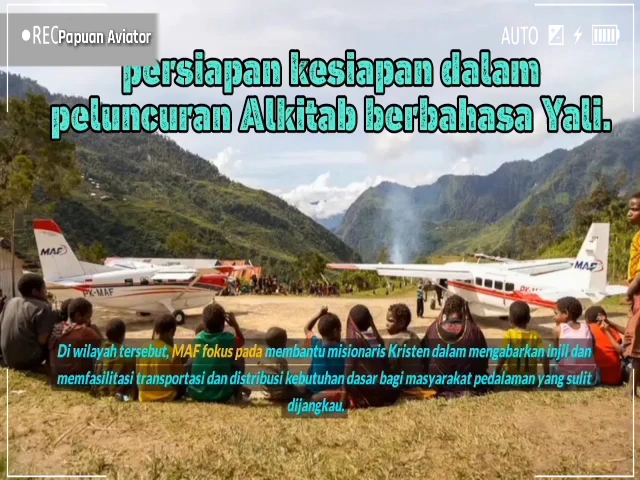 REC Papuan Aviator
AUTO
persiapan kesiapan dalam
peluncuran Alkitab berbahasa Yali.
MAF
PK-MAF
MAF
Di wilayah tersebut, MAF fokus pada membantu misionaris Kristen dalam mengabarkan injil dan
memfasilitasi transportasi dan distribusi kebutuhan dasar bagi masyarakat pedalaman yang sulit
dijangkau.